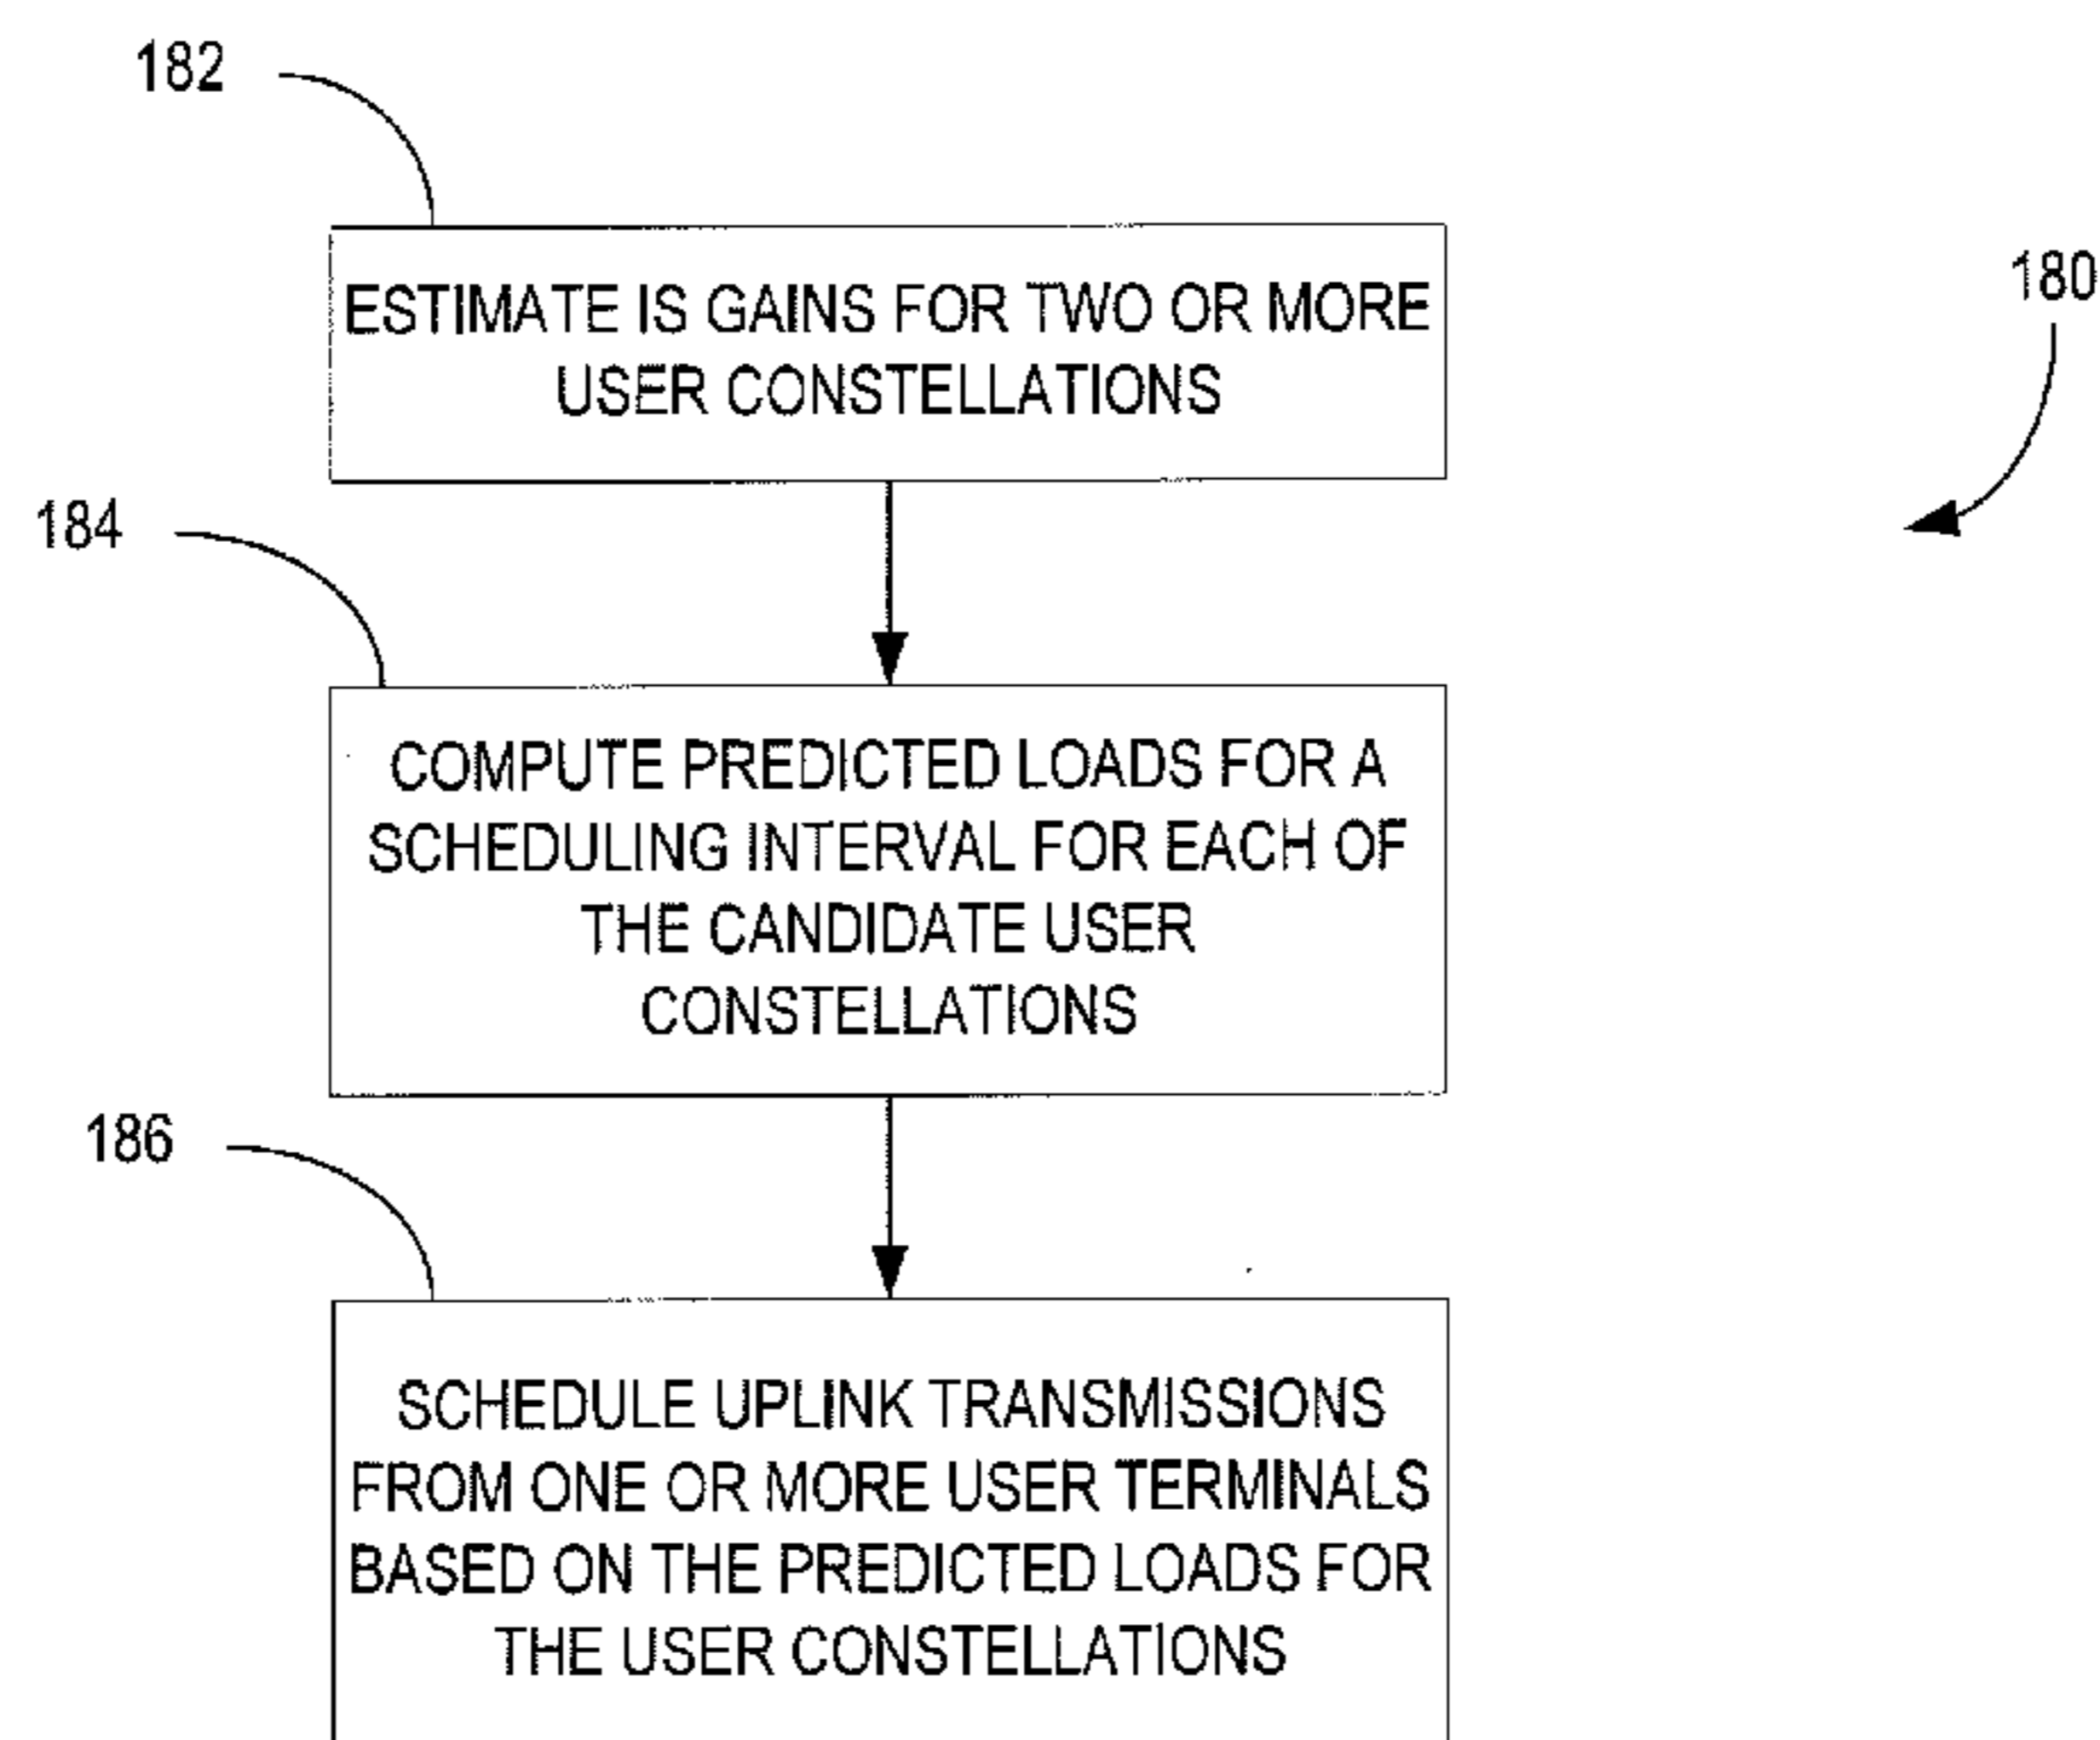 182
180
ESTIMATE IS GAINS FOR TWO OR MORE
USER CONSTELLATIONS
184
COMPUTE PREDICTED LOADS FOR A
SCHEDULING INTERVAL FOR EACH OF
THE CANDIDATE USER
CONSTELLATIONS
186
SCHEDULE UPLINK TRANSMISSIONS
FROM ONE OR MORE USER TERMINALS
BASED ON THE PREDICTED LOADS FOR
THE USER CONSTELLATIONS